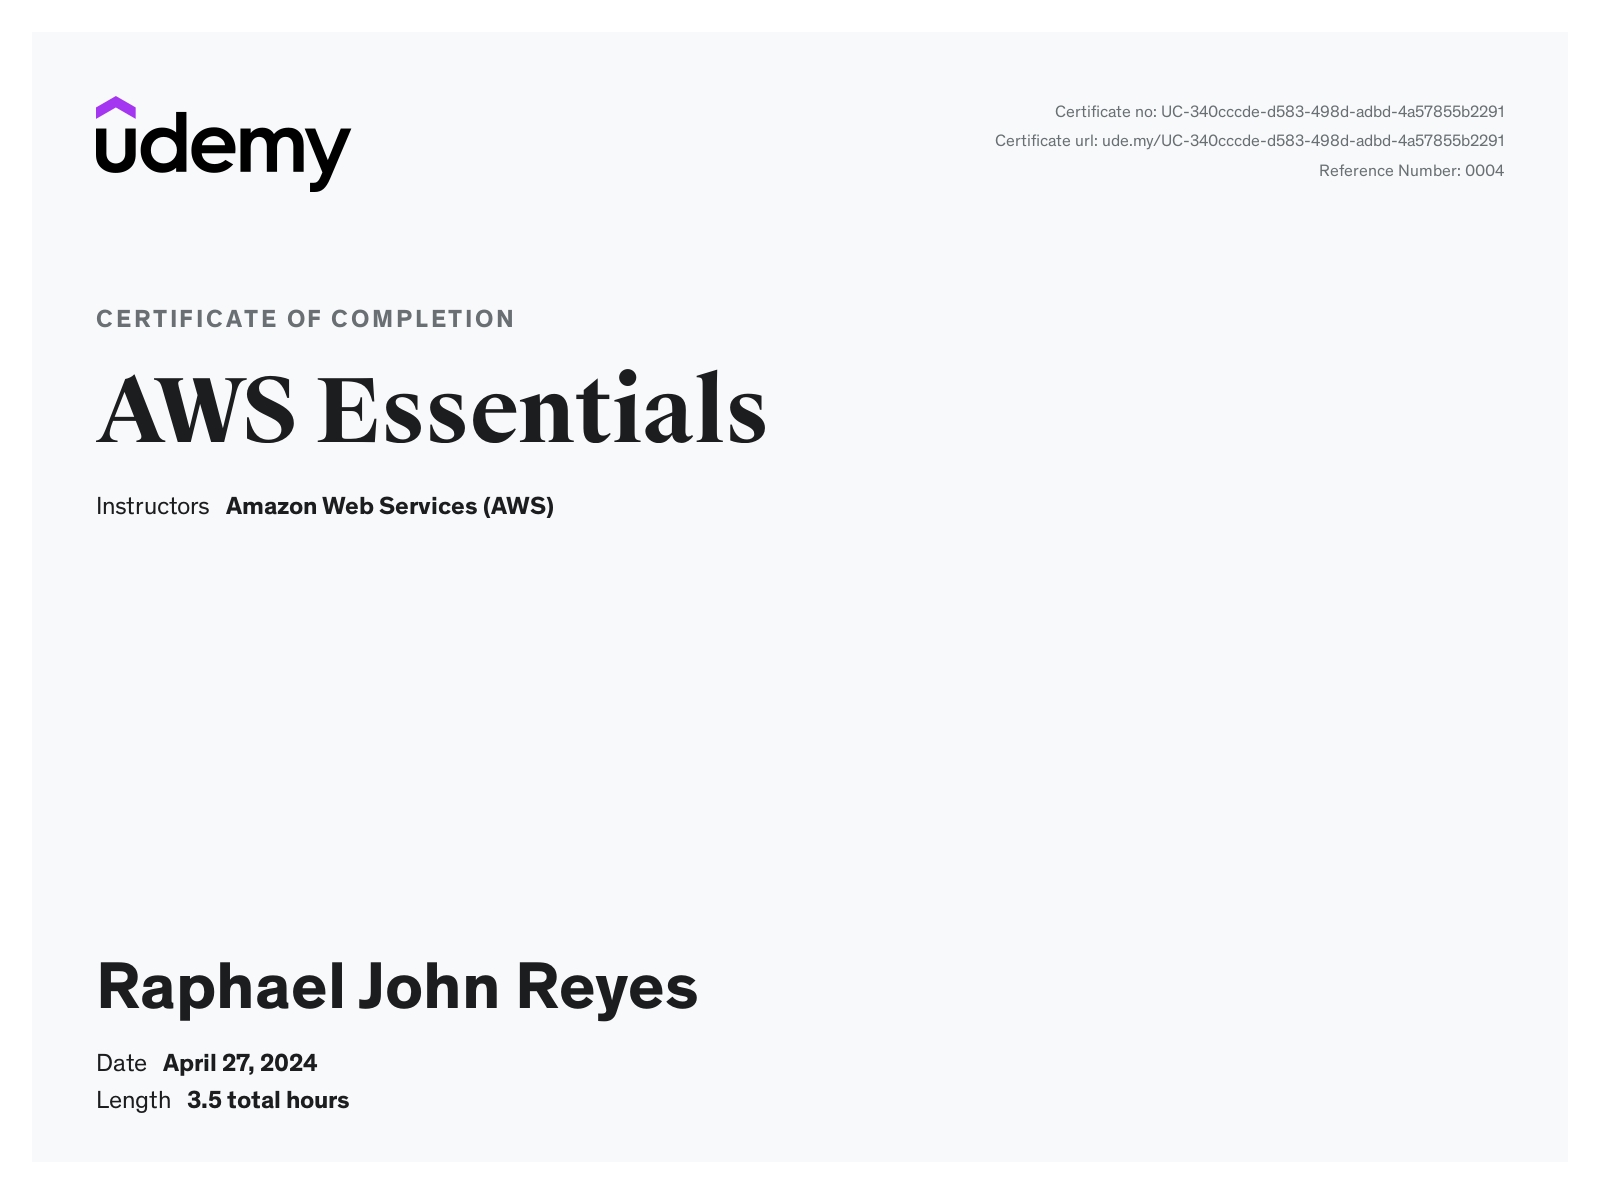 udemy
Certificate no: UC-340cccde-d583-498d-adbd-4a57855b2291
Certificate url: ude.my/UC-340cccde-d583-498d-adbd-4a57855b2291
Reference Number: 0004
CERTIFICATE OF COMPLETION
AWS Essentials
Instructors Amazon Web Services (AWS)
Raphael John Reyes
Date April 27, 2024
Length 3.5 total hours